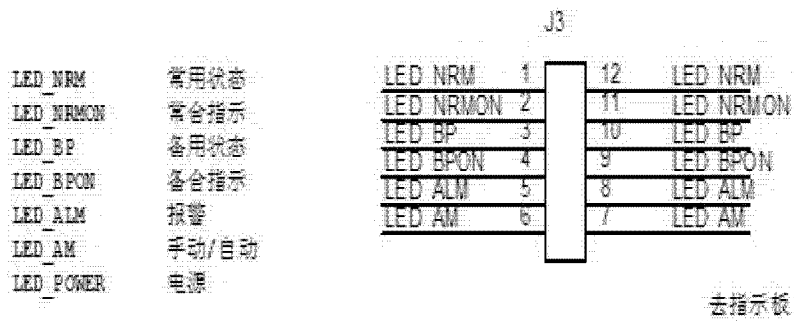 J3
LED_NRM 常用状态
LED_NRMON 常合指示
LED_BP 备用状态
LED_BPON 备合指示
LED_ALM 报警
LED_AM 手动/自动
LED_POWER 电源
LED NRM 1 12 LED NRM
LED NRMON 2 11 LED NRMON
LED BP 3 10 LED BP
LED BPON 4 9 LED BPON
LED ALM 5 8 LED ALM
LED AM 6 7 LED AM
去指示板